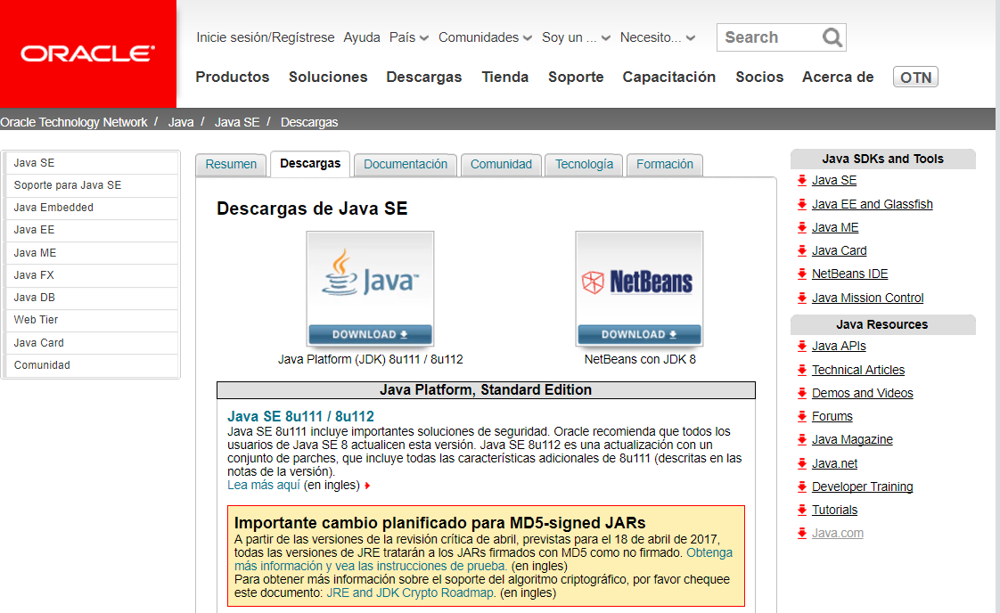 ORACLE
Inicie sesión/Regístrese Ayuda País Comunidades Soy un ... Necesito... Search
Productos Soluciones Descargas Tienda Soporte Capacitación Socios Acerca de OTN
Oracle Technology Network / Java / Java SE / Descargas
Java SE
Soporte para Java SE
Java Embedded
Java EE
Java ME
Java FX
Java DB
Web Tier
Java Card
Comunidad
Resumen Descargas Documentación Comunidad Tecnología Formación
Descargas de Java SE
Java™ NetBeans
DOWNLOAD DOWNLOAD
Java Platform (JDK) 8u111 / 8u112 NetBeans con JDK 8
Java Platform, Standard Edition
Java SE 8u111 / 8u112
Java SE 8u111 incluye importantes soluciones de seguridad. Oracle recomienda que todos los
usuarios de Java SE 8 actualicen esta versión. Java SE 8u112 es una actualización con un
conjunto de parches, que incluye todas las características adicionales de 8u111 (descritas en las
notas de la versión).
Lea más aquí (en ingles)
Importante cambio planificado para MD5-signed JARs
A partir de las versiones de la revisión crítica de abril, previstas para el 18 de abril de 2017,
todas las versiones de JRE tratarán a los JARs firmados con MD5 como no firmado. Obtenga
más información y vea las instrucciones de prueba. (en ingles)
Para obtener más información sobre el soporte del algoritmo criptográfico, por favor chequee
este documento: JRE and JDK Crypto Roadmap. (en ingles)
Java SDKs and Tools
Java SE
Java EE and Glassfish
Java ME
Java Card
NetBeans IDE
Java Mission Control
Java Resources
Java APIs
Technical Articles
Demos and Videos
Forums
Java Magazine
Java.net
Developer Training
Tutorials
Java.com